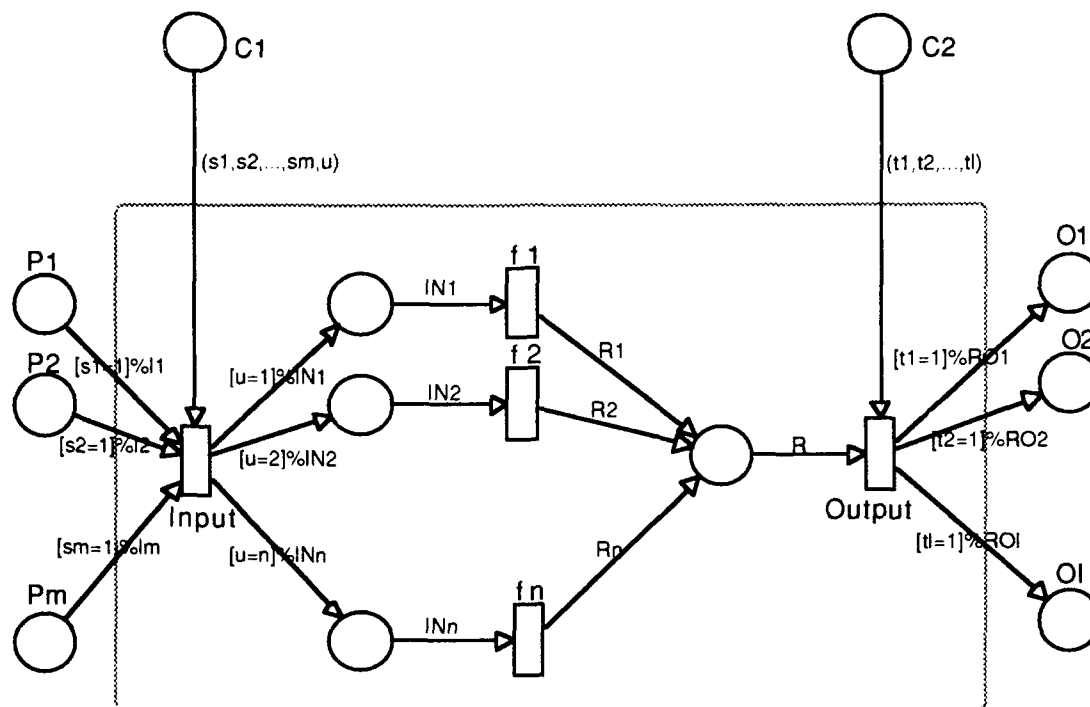 C1
C2
(s1,s2,...,sm,u)
(t1,t2,...,tl)
P1
f 1
O1
IN1
[s1=1]%I1
[u=1]%IN1
R1
[t1=1]%RO1
P2
f 2
O2
IN2
R2
[s2=1]%I2
[u=2]%IN2
R
[t2=1]%RO2
Input
Output
[sm=1]%Im
[u=n]%INn
Rn
[tl=1]%ROl
Pm
f n
Ol
INn